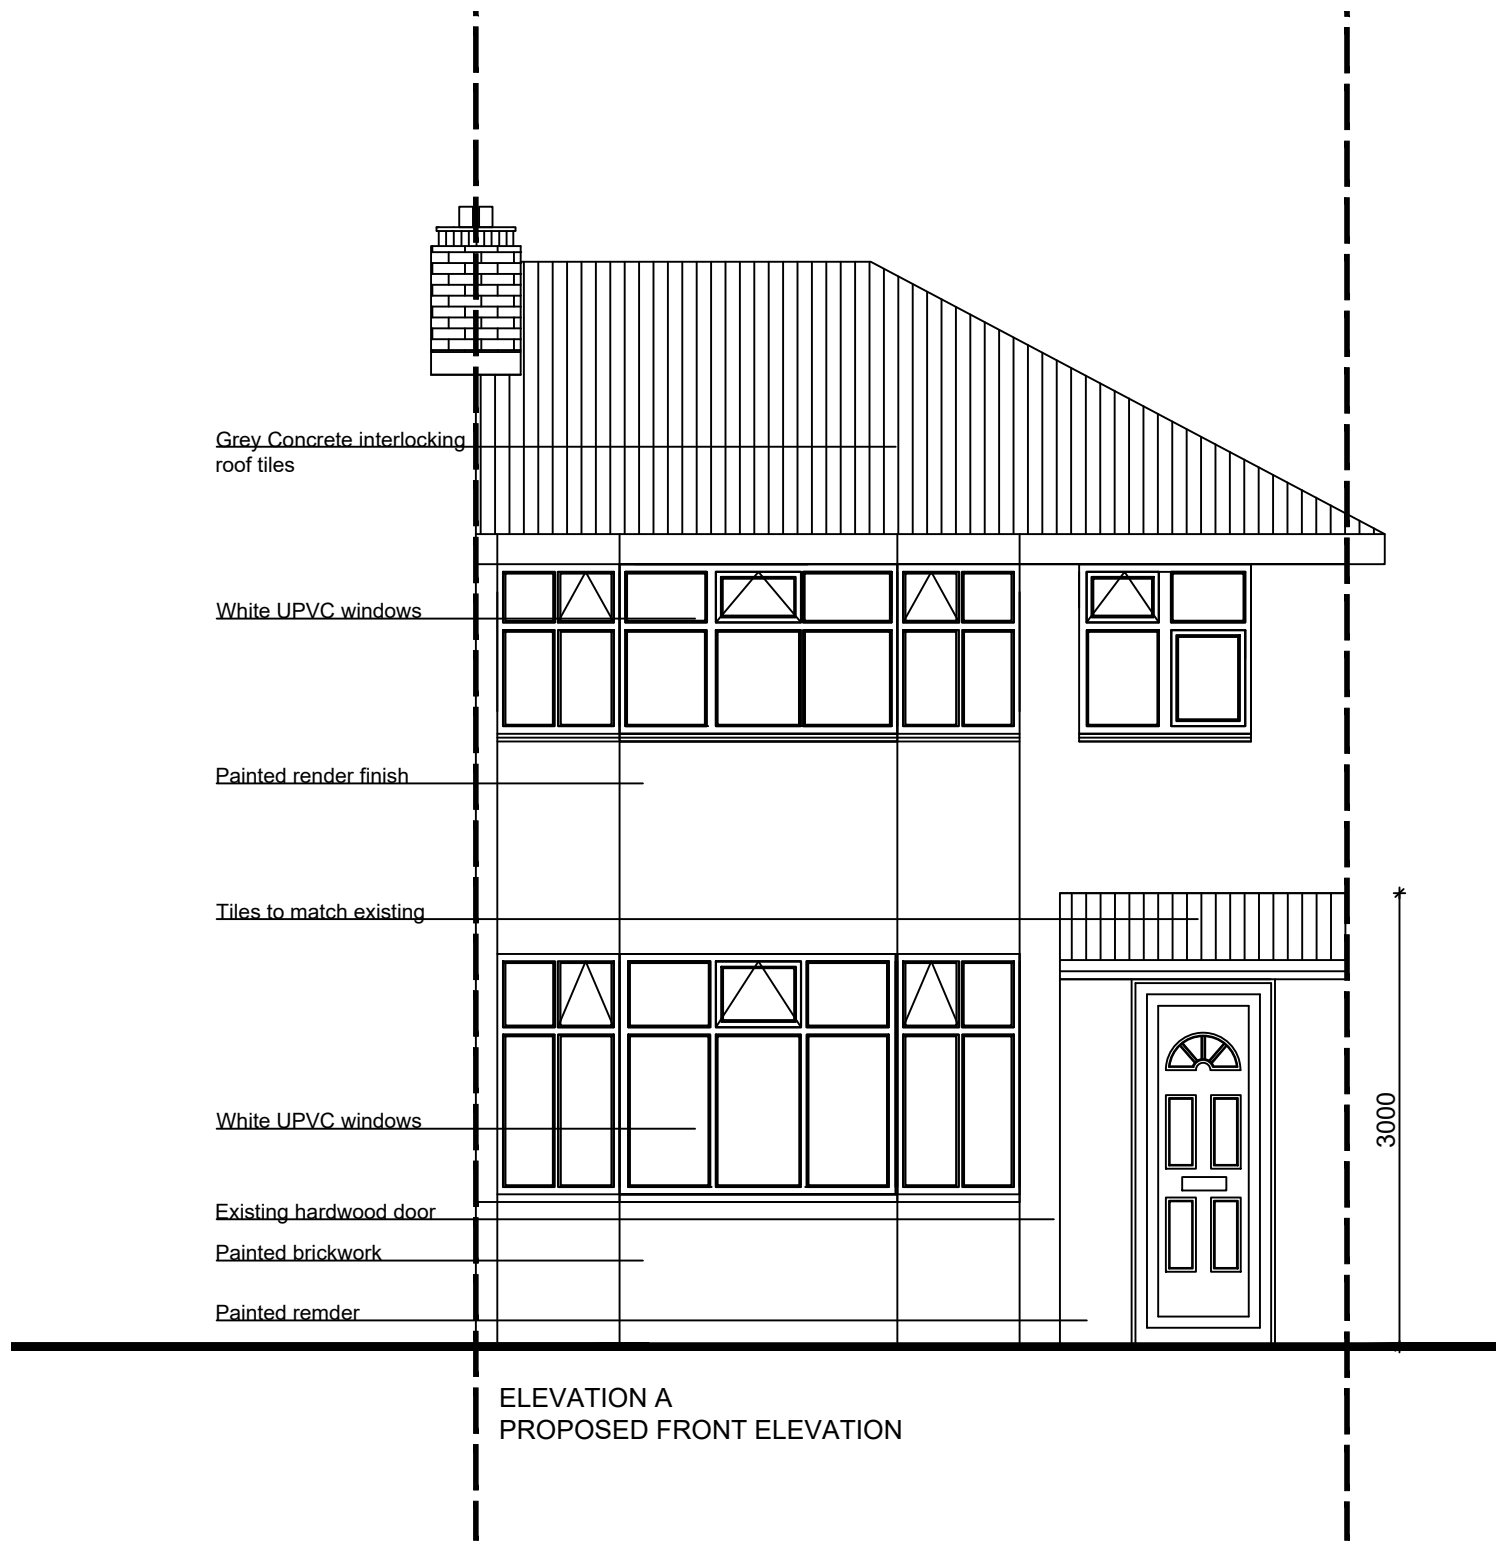 Grey Concrete interlocking
roof tiles
White UPVC windows
Painted render finish
Tiles to match existing
White UPVC windows
3000
Existing hardwood door
Painted brickwork
Painted remder
ELEVATION A
PROPOSED FRONT ELEVATION